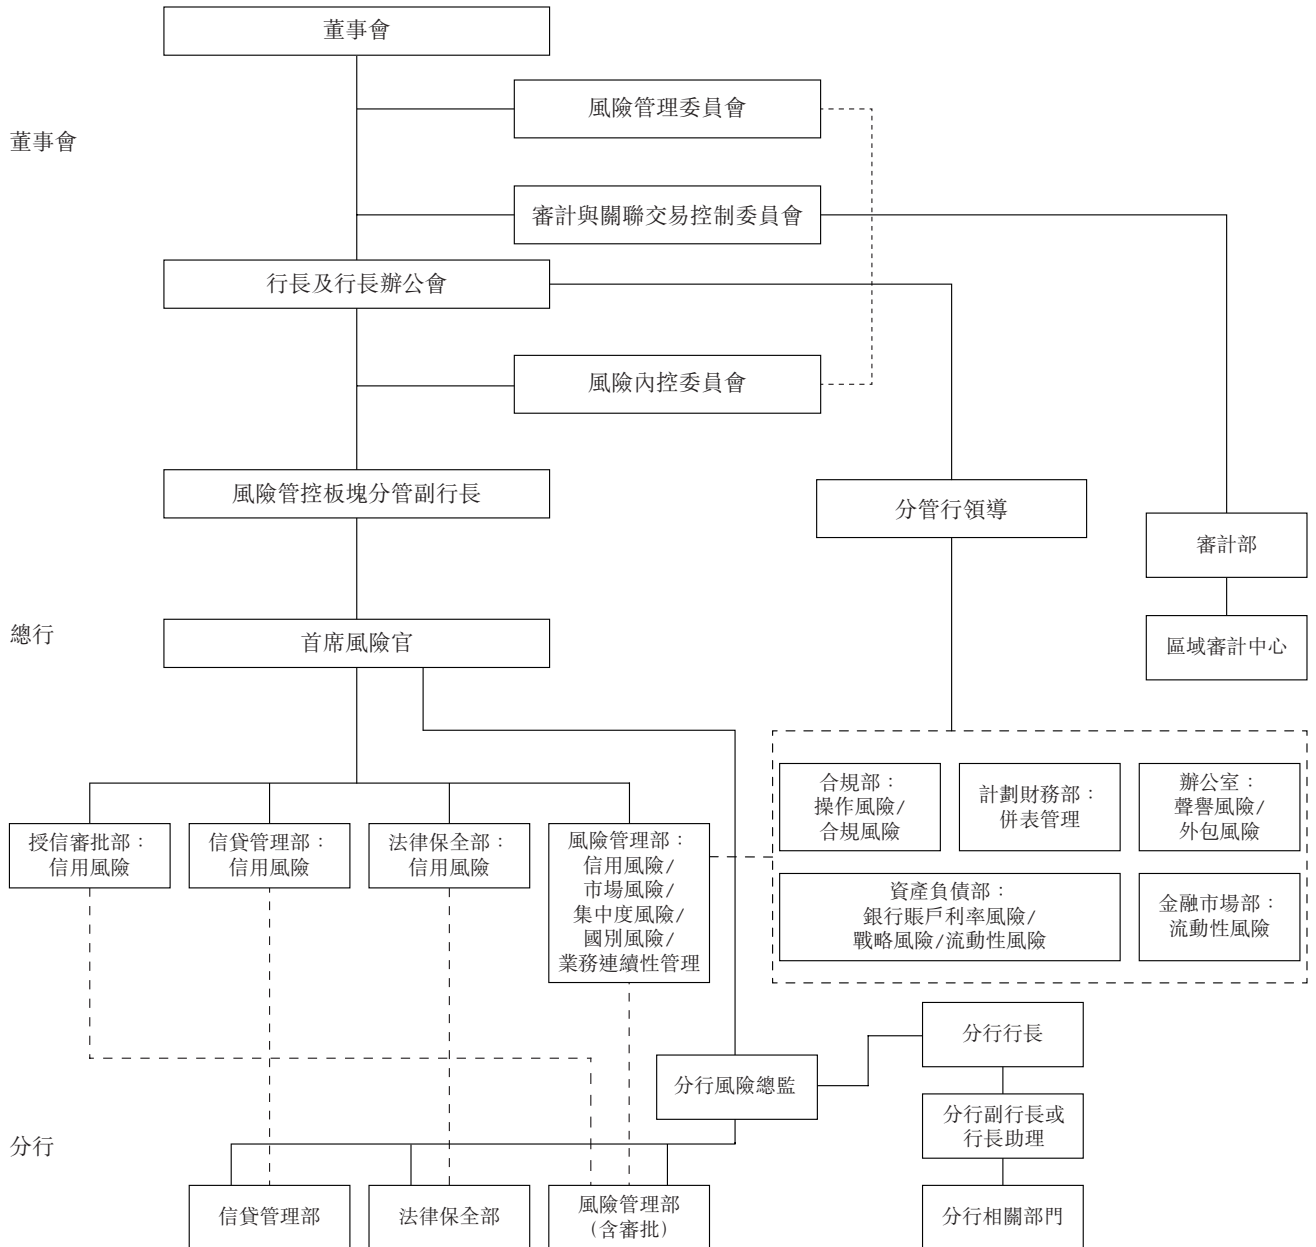 董事會
風險管理委員會
董事會
審計與關聯交易控制委員會
行長及行長辦公會
風險內控委員會
風險管控板塊分管副行長
分管行領導
審計部
總行
首席風險官
區域審計中心
合規部：
操作風險/
合規風險
計劃財務部：
併表管理
辦公室：
聲譽風險/
外包風險
授信審批部：
信用風險
信貸管理部：
信用風險
法律保全部：
信用風險
風險管理部：
信用風險/
市場風險/
集中度風險/
國別風險/
業務連續性管理
資產負債部：
銀行賬戶利率風險/
戰略風險/流動性風險
金融市場部：
流動性風險
分行行長
分行風險總監
分行副行長或
行長助理
分行
信貸管理部
法律保全部
風險管理部
(含審批)
分行相關部門